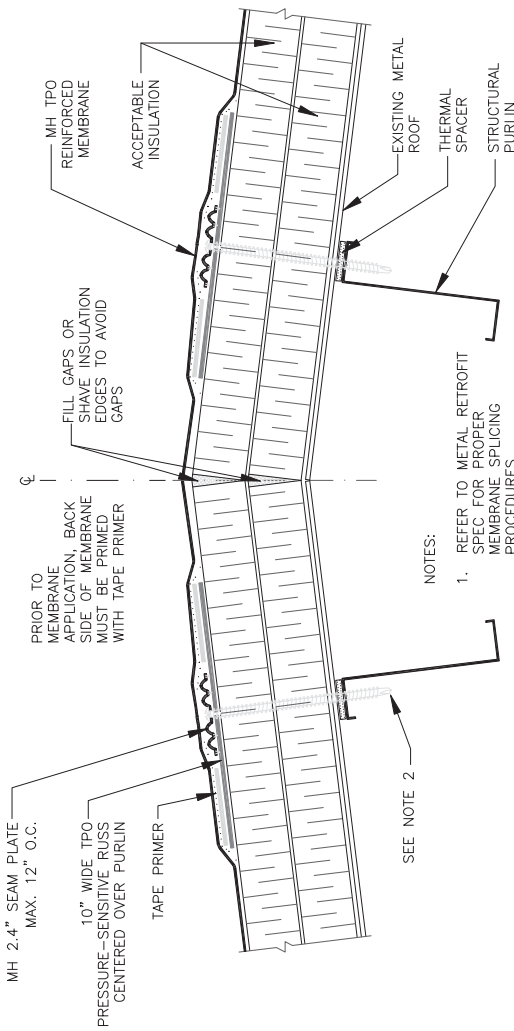 MH 2.4" SEAM PLATE
MAX. 12" O.C.
10" WIDE TPO
PRESSURE-SENSITIVE RUSS
CENTERED OVER PURLIN
TAPE PRIMER
PRIOR TO
MEMBRANE
APPLICATION, BACK
SIDE OF MEMBRANE
MUST BE PRIMED
WITH TAPE PRIMER
℄
FILL GAPS OR
SHAVE INSULATION
EDGES TO AVOID
GAPS
MH TPO
REINFORCED
MEMBRANE
ACCEPTABLE
INSULATION
EXISTING METAL
ROOF
THERMAL
SPACER
STRUCTURAL
PURLIN
SEE NOTE 2
NOTES:
1. REFER TO METAL RETROFIT
SPEC FOR PROPER
MEMBRANE SPLICING
PROCEDURES